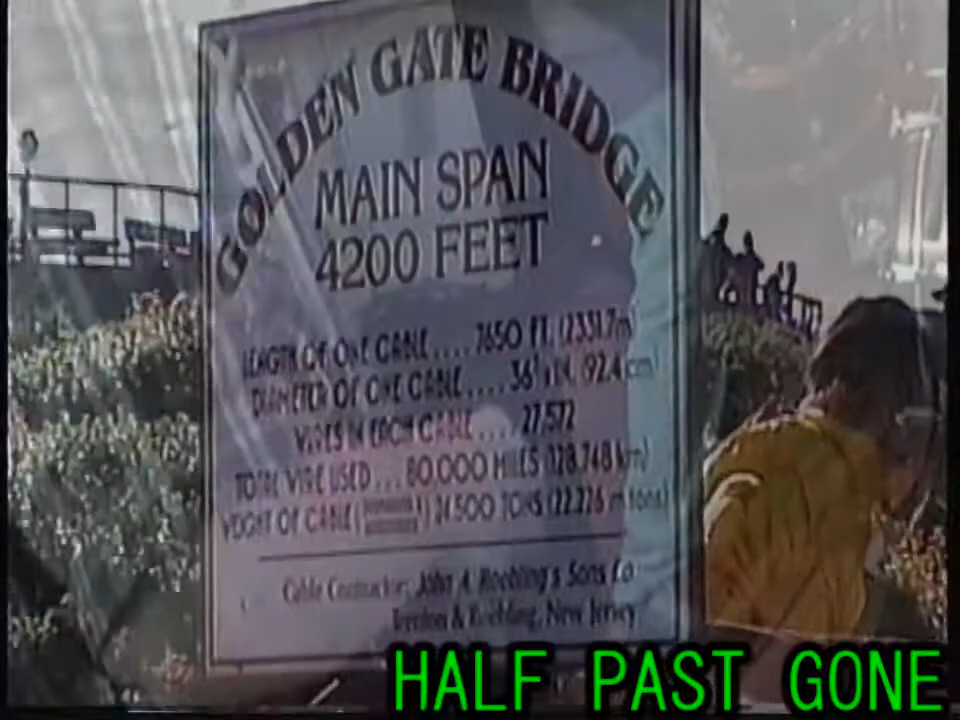 GOLDEN GATE BRIDGE
MAIN SPAN
4200 FEET
LENGTH OF ONE CABLE .... 7650 FT. (2331.7m)
DIAMETER OF ONE CABLE .... IN. 92.4 cm)
WIRES IN EACH CABLE .... 27,572
TOTAL WIRE USED ... 80,000 MILES (128,748 km)
WEIGHT OF CABLE 24,500 TONS (22,226 m tons)
Cable Contractor: John A. Roebling's Sons Co.
Trenton & Roebling, New Jersey
HALF PAST GONE